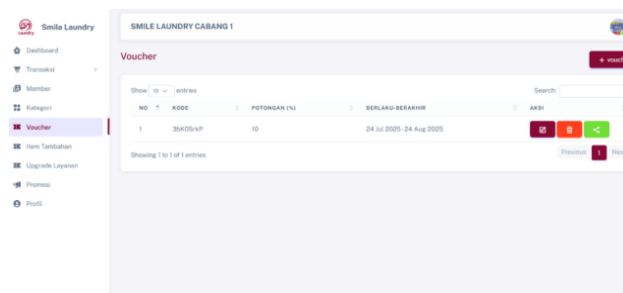 Smila Laundry
SMILE LAUNDRY CABANG 1
Dashboard
Transaksi
Member
Kategori
Voucher
Item Tambahan
Upgrade Layanan
Promosi
Profil
Voucher
+ vouch
Show 10 entries
Search:
NO KODE POTONGAN (%) BERLAKU-BERAKHIR AKSI
1 3bK0SrkP 10 24 Jul 2025-24 Aug 2025
Showing 1 to 1 of 1 entries
Previous 1 Nex